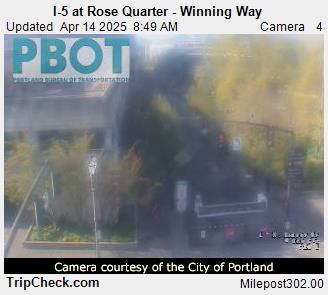 I-5 at Rose Quarter - Winning Way
Updated Apr 14 2025 8:49 AM Camera 4
PBOT
PORTLAND BUREAU OF TRANSPORTATION
Camera courtesy of the City of Portland
TripCheck.com Milepost302.00